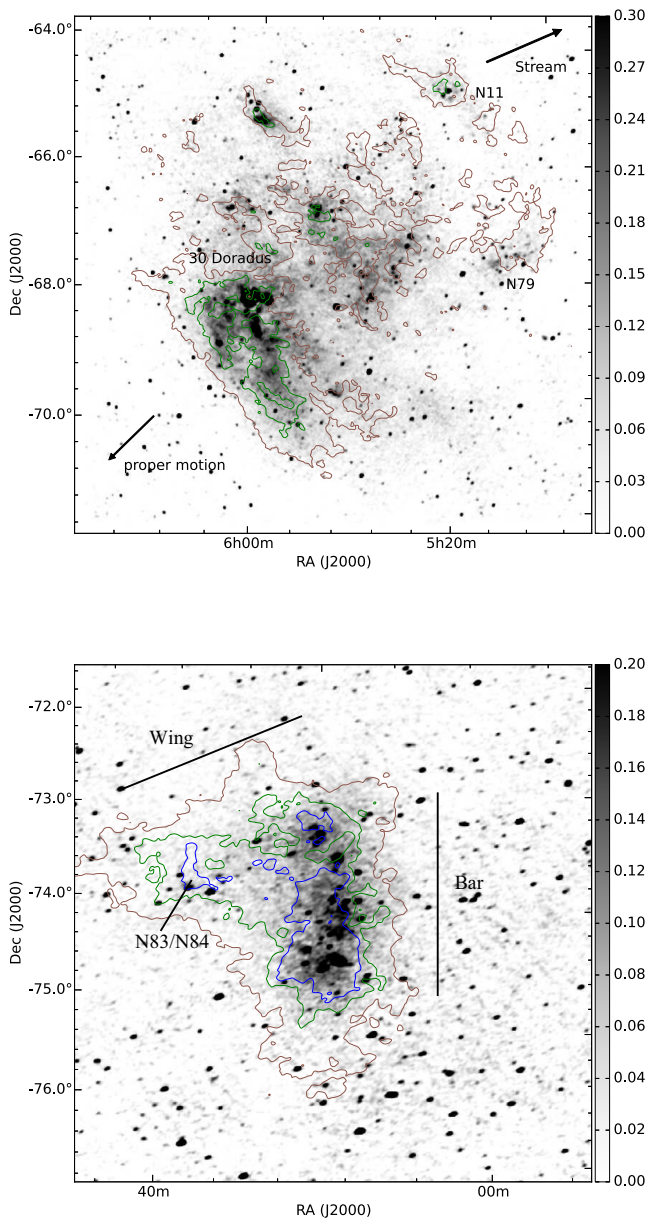 -64.0°
-66.0°
-68.0°
-70.0°
Dec (J2000)
Stream
N11
30 Doradus
N79
proper motion
6h00m
5h20m
RA (J2000)
0.30
0.27
0.24
0.21
0.18
0.15
0.12
0.09
0.06
0.03
0.00
-72.0°
-73.0°
-74.0°
-75.0°
-76.0°
Dec (J2000)
Wing
Bar
N83/N84
40m
00m
RA (J2000)
0.20
0.18
0.16
0.14
0.12
0.10
0.08
0.06
0.04
0.02
0.00